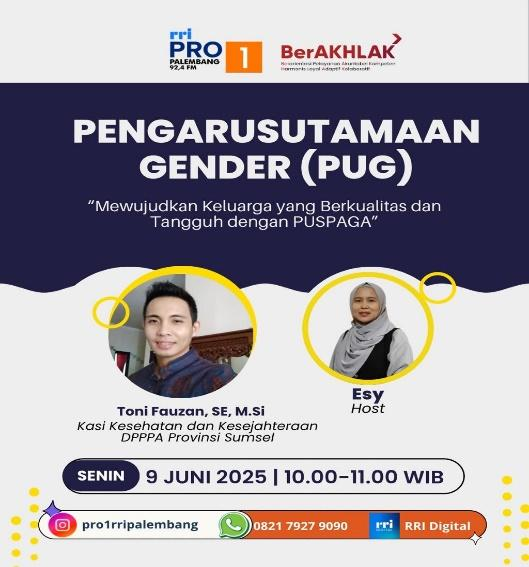 rri
PRO 1
PALEMBANG
92,4 FM
BerAKHLAK
Berorientasi Pelayanan Akuntabel Kompeten
Harmonis Loyal Adaptif Kolaboratif
PENGARUSUTAMAAN
GENDER (PUG)
“Mewujudkan Keluarga yang Berkualitas dan
Tangguh dengan PUSPAGA”
Toni Fauzan, SE, M.Si
Kasi Kesehatan dan Kesejahteraan
DPPPA Provinsi Sumsel
Esy
Host
SENIN 9 JUNI 2025 | 10.00-11.00 WIB
pro1rripalembang 0821 7927 9090 rri RRI Digital